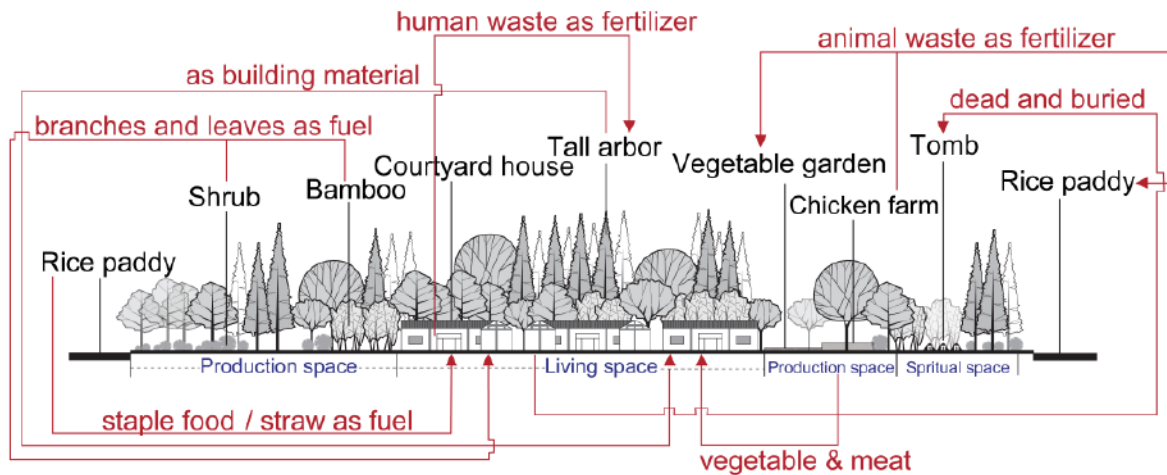 human waste as fertilizer
animal waste as fertilizer
as building material
dead and buried
branches and leaves as fuel
Tall arbor
Tomb
Courtyard house
Vegetable garden
Bamboo
Rice paddy
Shrub
Chicken farm
Rice paddy
Production space
Living space
Production space
Spritual space
staple food / straw as fuel
vegetable & meat